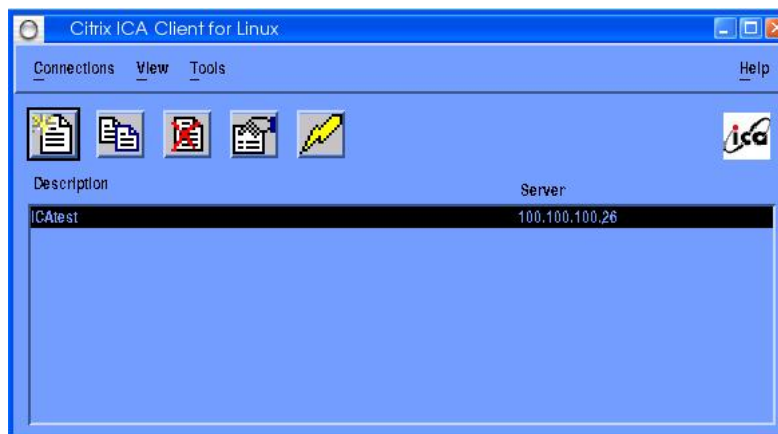 Citrix ICA Client for Linux
Connections View Tools Help
ica
Description Server
ICAtest 100.100.100.26